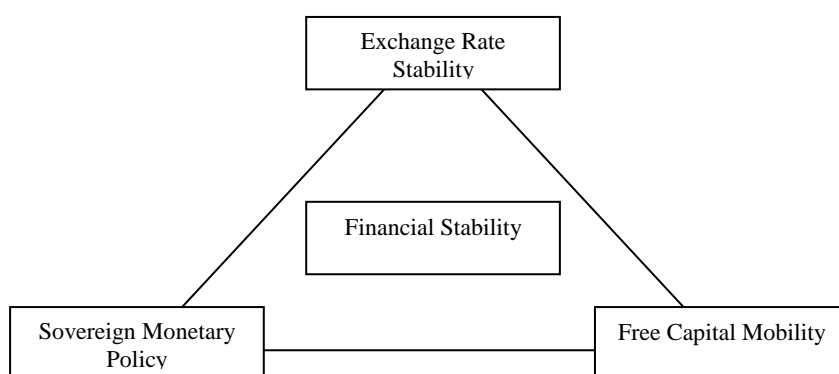 Exchange Rate
Stability
Financial Stability
Sovereign Monetary
Policy
Free Capital Mobility